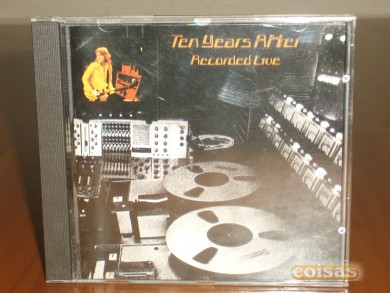 Ten Years After
Recorded Live
coisas